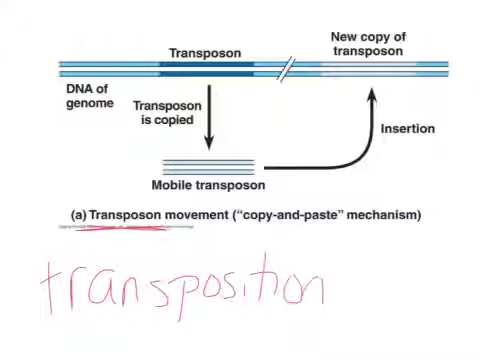 Transposon
New copy of
transposon
DNA of
genome
Transposon
is copied
Insertion
Mobile transposon
(a) Transposon movement ("copy-and-paste" mechanism)
transposition